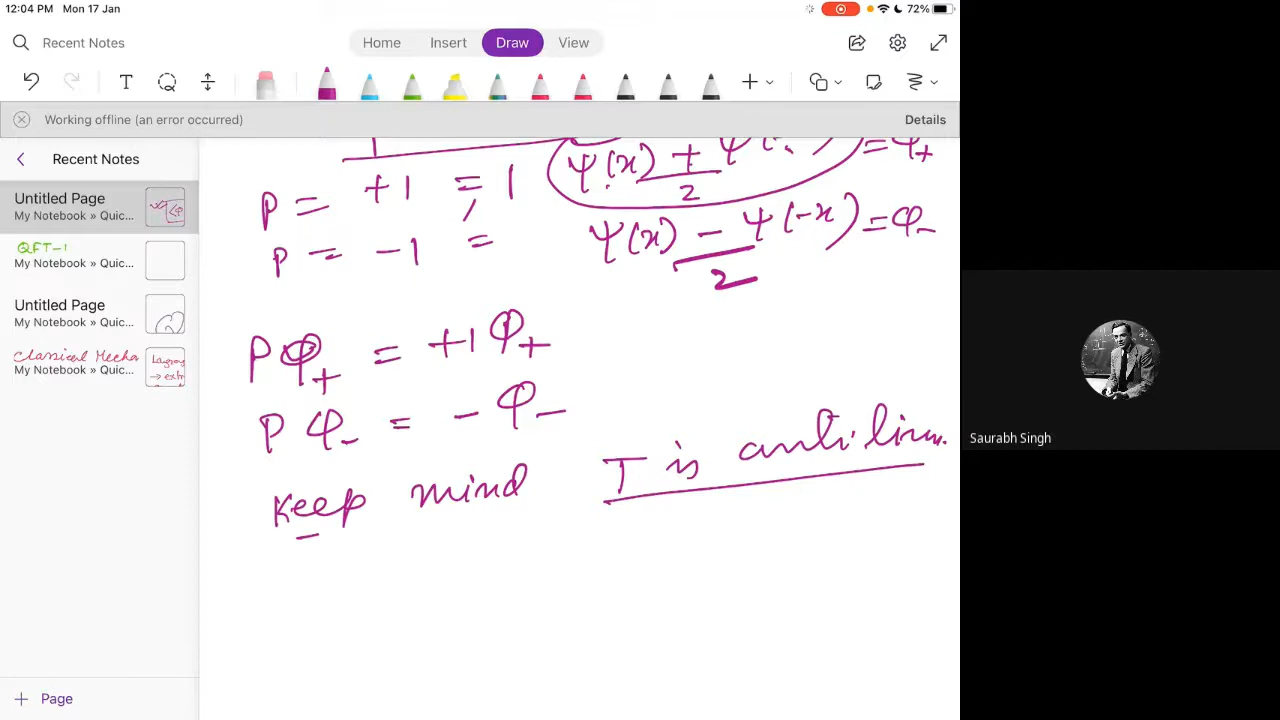 12:04 PM Mon 17 Jan
72%
Recent Notes
Home Insert Draw View
Working offline (an error occurred) Details
Recent Notes
Untitled Page
My Notebook » Quic...
QFT-1
My Notebook » Quic...
Untitled Page
My Notebook » Quic...
Classical Mecha
My Notebook » Quic...
Page
P = +1 = 1 ψ(x) + ψ(-x)/2 = φ+
P = -1 = ψ(x) - ψ(-x)/2 = φ-
Pφ+ = +1 φ+
Pφ- = - φ-
Keep mind T is antilin.
Saurabh Singh